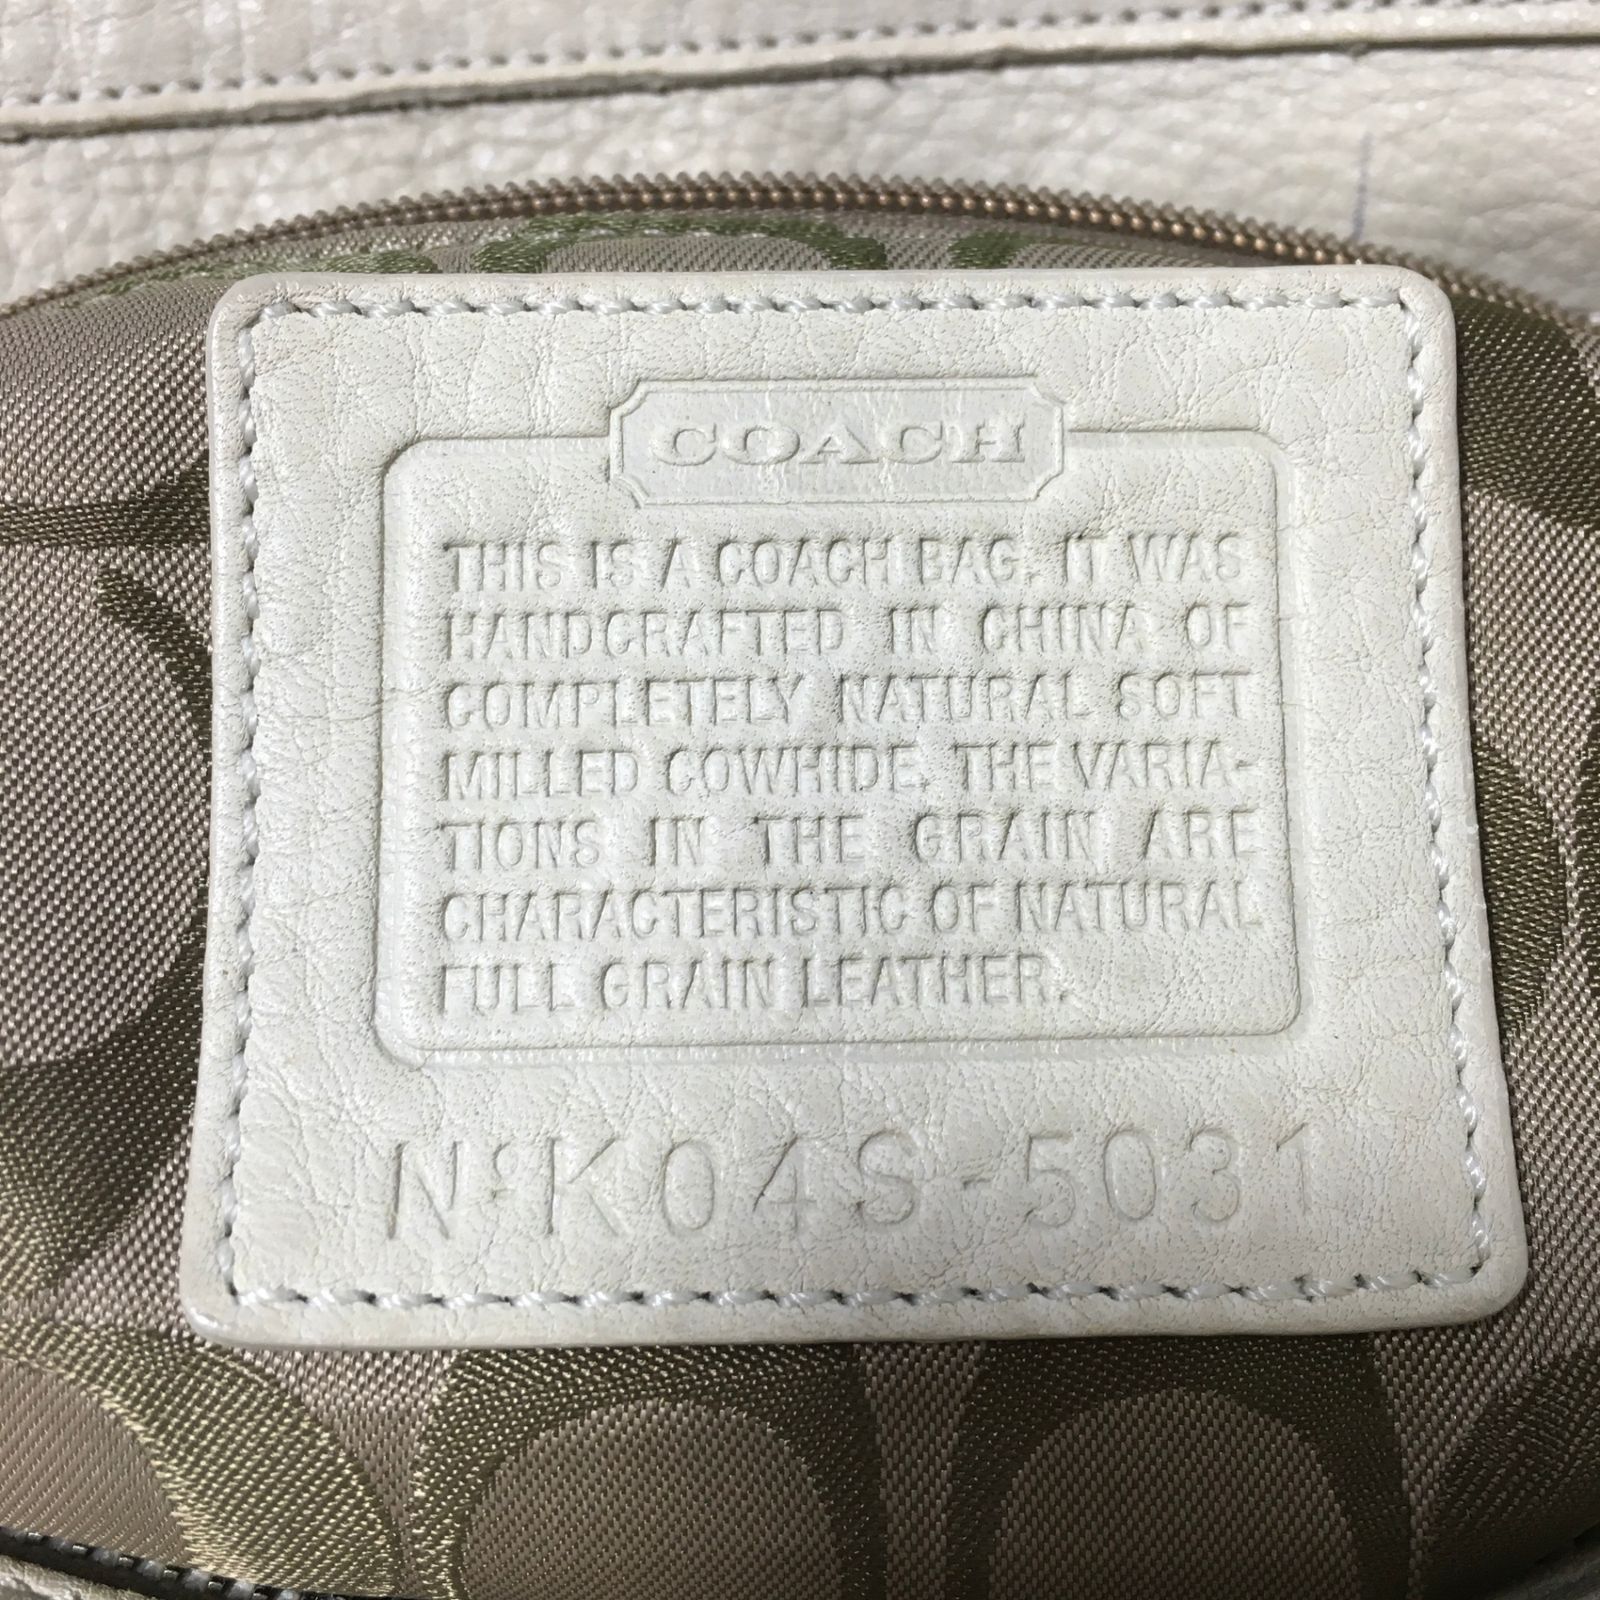 COACH
THIS IS A COACH BAG. IT WAS
HANDCRAFTED IN CHINA OF
COMPLETELY NATURAL SOFT
MILLED COWHIDE. THE VARIA-
TIONS IN THE GRAIN ARE
CHARACTERISTIC OF NATURAL
FULL GRAIN LEATHER.
Nº K04S-5031